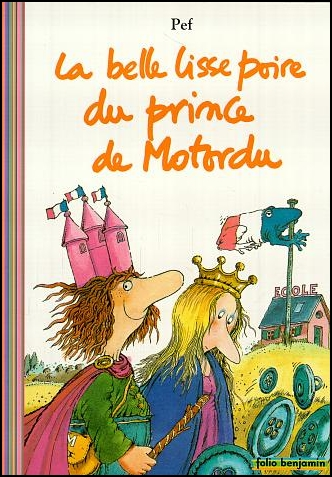 Pef
La belle lisse poire
du prince
de Motordu
ECOLE
M
folio benjamin